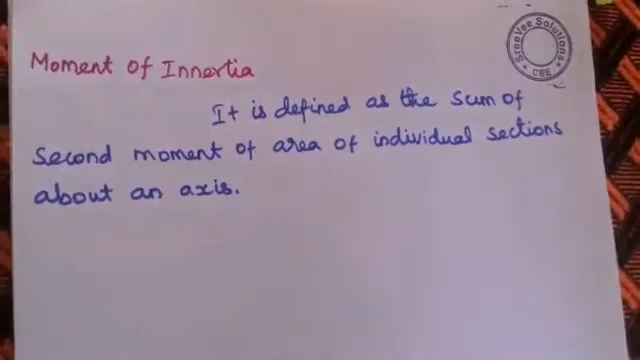 SreeVee Solutions
CBE
Moment of Innertia
It is defined as the sum of
second moment of area of individual sections
about an axis.